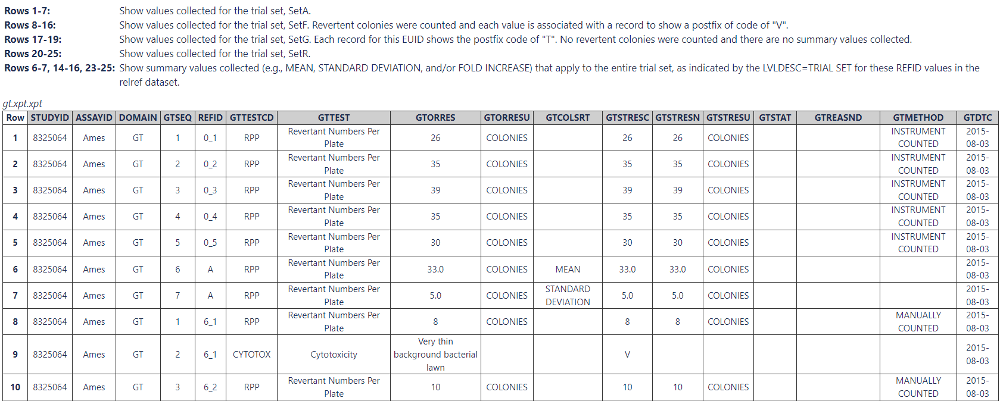 Rows 1-7: Show values collected for the trial set, SetA.
Rows 8-16: Show values collected for the trial set, SetF. Revertent colonies were counted and each value is associated with a record to show a postfix of code of "V".
Rows 17-19: Show values collected for the trial set, SetG. Each record for this EUID shows the postfix code of "T". No revertent colonies were counted and there are no summary values collected.
Rows 20-25: Show values collected for the trial set, SetR.
Rows 6-7, 14-16, 23-25: Show summary values collected (e.g., MEAN, STANDARD DEVIATION, and/or FOLD INCREASE) that apply to the entire trial set, as indicated by the LVLDESC=TRIAL SET for these REFID values in the
relref dataset.
gt.xpt.xpt
Row STUDYID ASSAYID DOMAIN GTSEQ REFID GTTESTCD GTTEST GTORRES GTORRESU GTCOLSRT GTSTRESC GTSTRESN GTSTRESU GTSTAT GTREASND GTMETHOD GTDTC
Revertant Numbers Per INSTRUMENT 2015-
1 8325064 Ames GT 1 0_1 RPP 26 COLONIES 26 26 COLONIES
Plate COUNTED 08-03
Revertant Numbers Per INSTRUMENT 2015-
2 8325064 Ames GT 2 0_2 RPP 35 COLONIES 35 35 COLONIES
Plate COUNTED 08-03
Revertant Numbers Per INSTRUMENT 2015-
3 8325064 Ames GT 3 0_3 RPP 39 COLONIES 39 39 COLONIES
Plate COUNTED 08-03
Revertant Numbers Per INSTRUMENT 2015-
4 8325064 Ames GT 4 0_4 RPP 35 COLONIES 35 35 COLONIES
Plate COUNTED 08-03
Revertant Numbers Per INSTRUMENT 2015-
5 8325064 Ames GT 5 0_5 RPP 30 COLONIES 30 30 COLONIES
Plate COUNTED 08-03
Revertant Numbers Per 2015-
6 8325064 Ames GT 6 A RPP 33.0 COLONIES MEAN 33.0 33.0 COLONIES
Plate 08-03
Revertant Numbers Per STANDARD 2015-
7 8325064 Ames GT 7 A RPP 5.0 COLONIES 5.0 5.0 COLONIES
Plate DEVIATION 08-03
Revertant Numbers Per MANUALLY 2015-
8 8325064 Ames GT 1 6_1 RPP 8 COLONIES 8 8 COLONIES
Plate COUNTED 08-03
Very thin 2015-
9 8325064 Ames GT 2 6_1 CYTOTOX Cytotoxicity background bacterial V
lawn 08-03
Revertant Numbers Per MANUALLY 2015-
10 8325064 Ames GT 3 6_2 RPP 10 COLONIES 10 10 COLONIES
Plate COUNTED 08-03